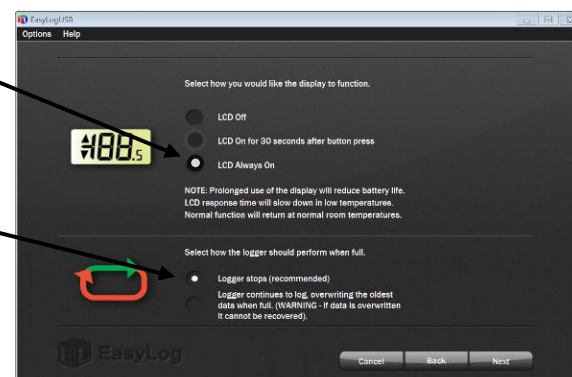 EasyLogUSB
Options Help
Select how you would like the display to function.
LCD Off
LCD On for 30 seconds after button press
LCD Always On
188.5
NOTE: Prolonged use of the display will reduce battery life.
LCD response time will slow down in low temperatures.
Normal function will return at normal room temperatures.
Select how the logger should perform when full.
Logger stops (recommended)
Logger continues to log, overwriting the oldest
data when full. (WARNING - If data is overwritten
it cannot be recovered).
EasyLog
Cancel Back Next